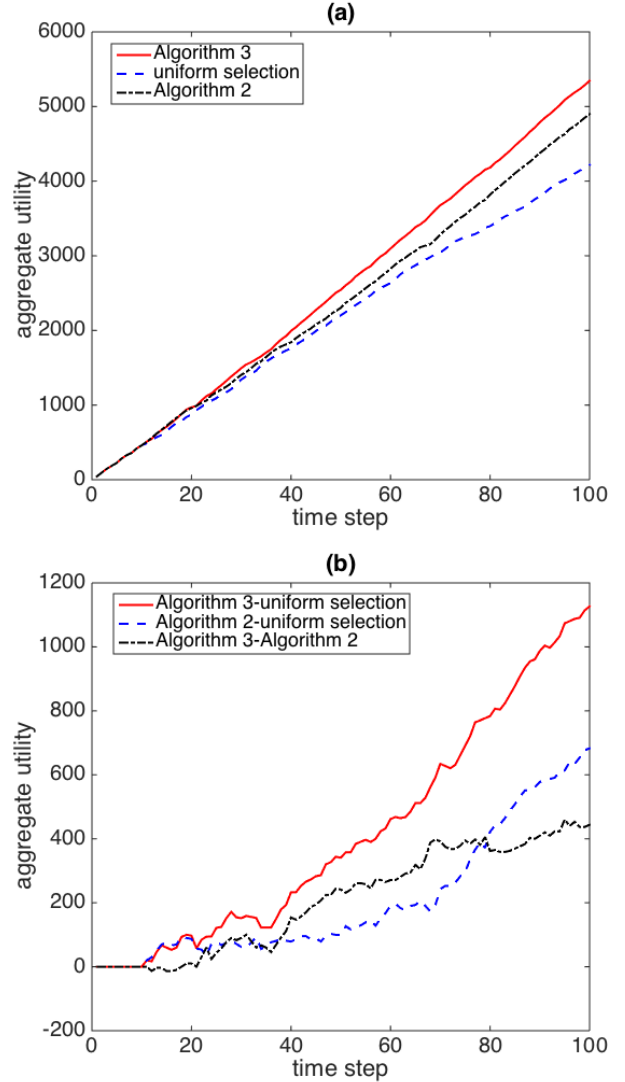 (a)
6000
Algorithm 3
uniform selection
Algorithm 2
5000
4000
aggregate utility
3000
2000
1000
0
0 20 40 60 80 100
time step
(b)
1200
Algorithm 3-uniform selection
Algorithm 2-uniform selection
Algorithm 3-Algorithm 2
1000
800
600
aggregate utility
400
200
0
-200
0 20 40 60 80 100
time step